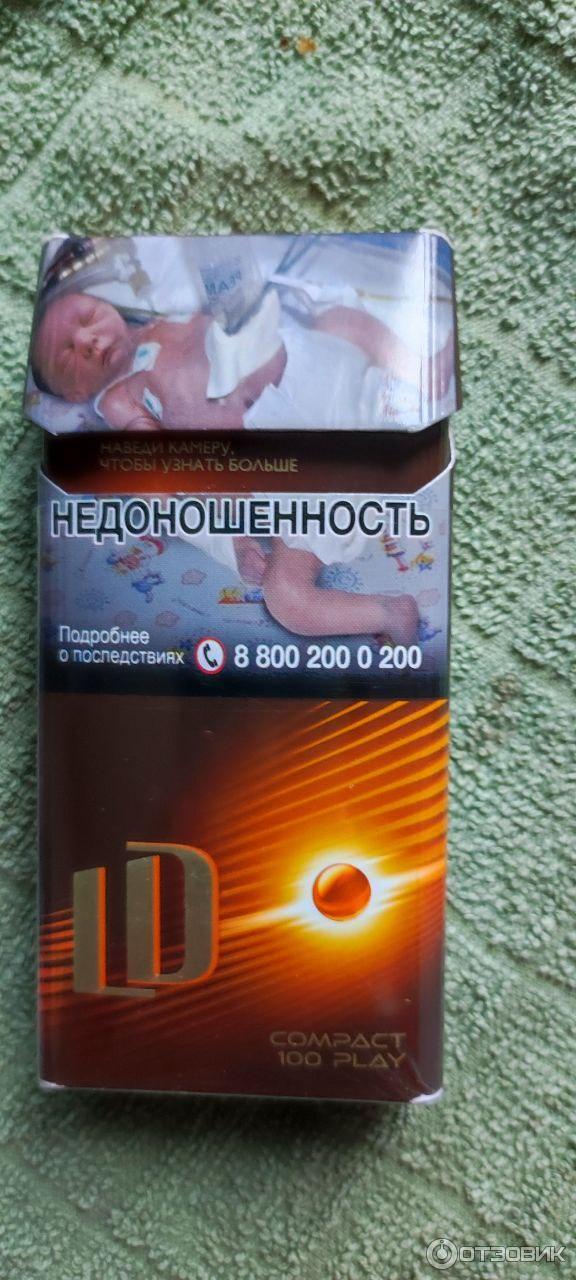 НАВЕДИ КАМЕРУ,
ЧТОБЫ УЗНАТЬ БОЛЬШЕ
НЕДОНОШЕННОСТЬ
Подробнее
о последствиях 8 800 200 0 200
LD
COMPACT
100 PLAY
ОТЗОВИК